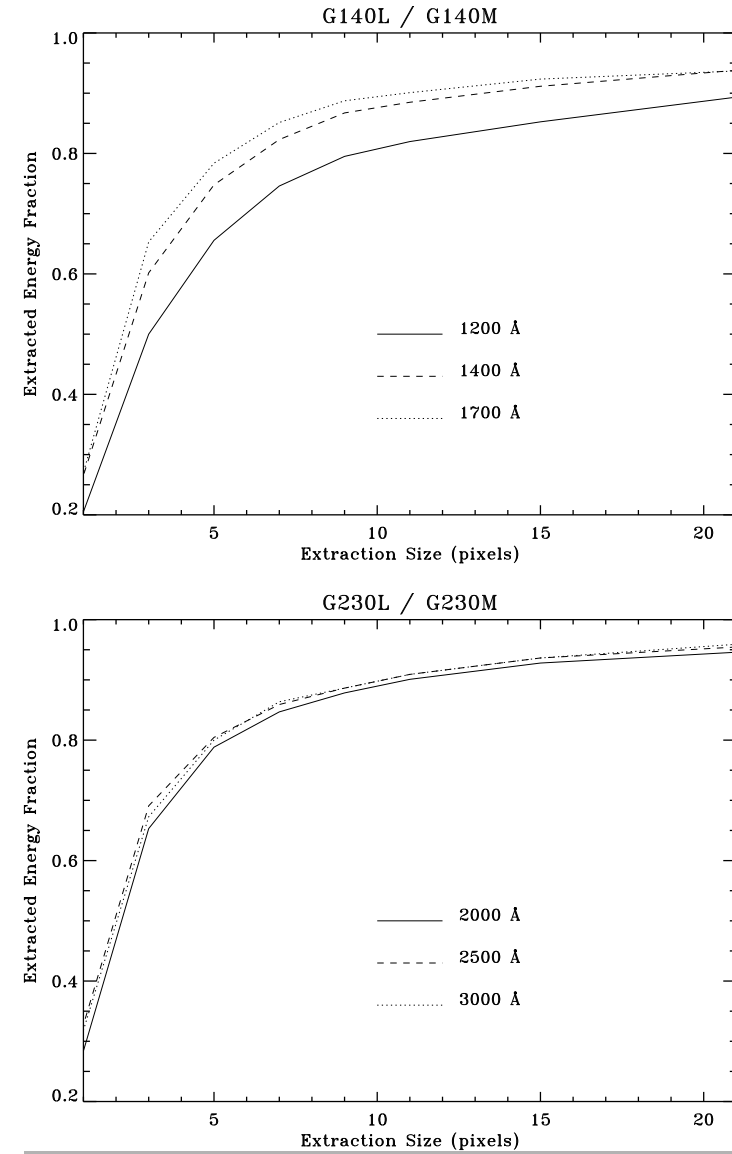 G140L / G140M
1.0
0.8
0.6
0.4
0.2
Extracted Energy Fraction
1200 Å
1400 Å
1700 Å
5 10 15 20
Extraction Size (pixels)
G230L / G230M
1.0
0.8
0.6
0.4
0.2
Extracted Energy Fraction
2000 Å
2500 Å
3000 Å
5 10 15 20
Extraction Size (pixels)